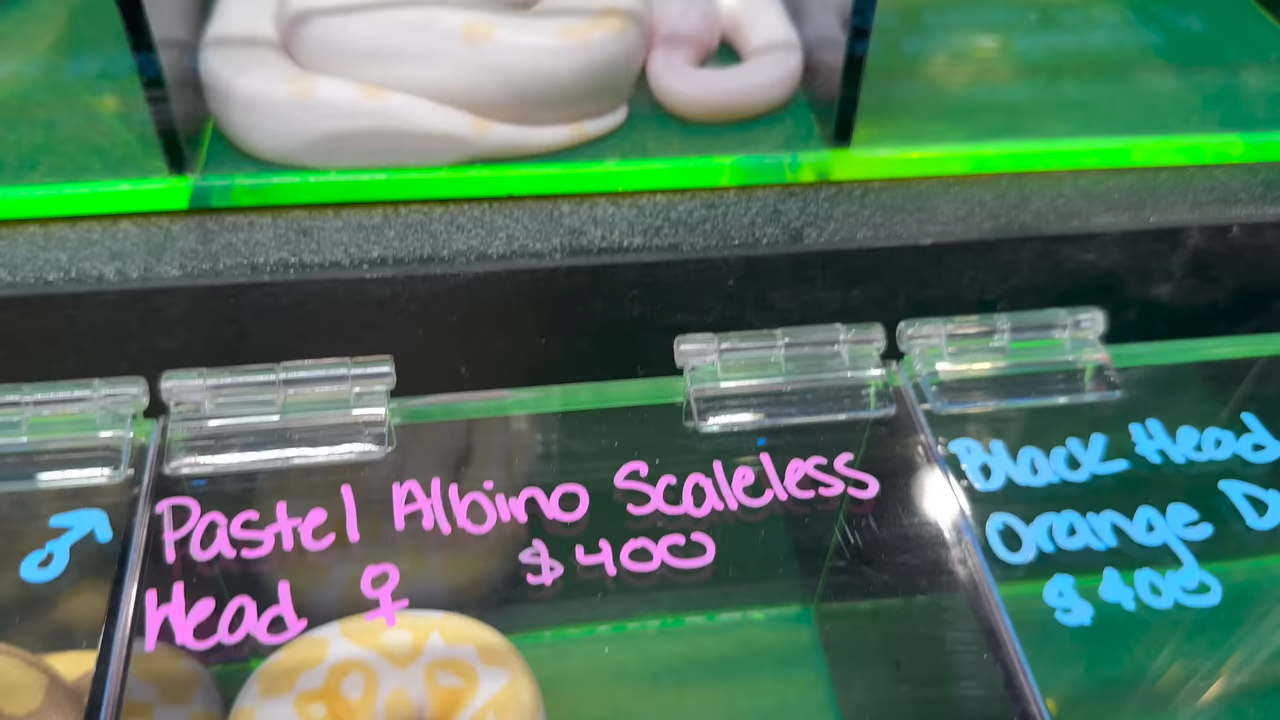 ♂
Pastel Albino Scaleless
Head ♀ $400
Black Head
Orange D
$400